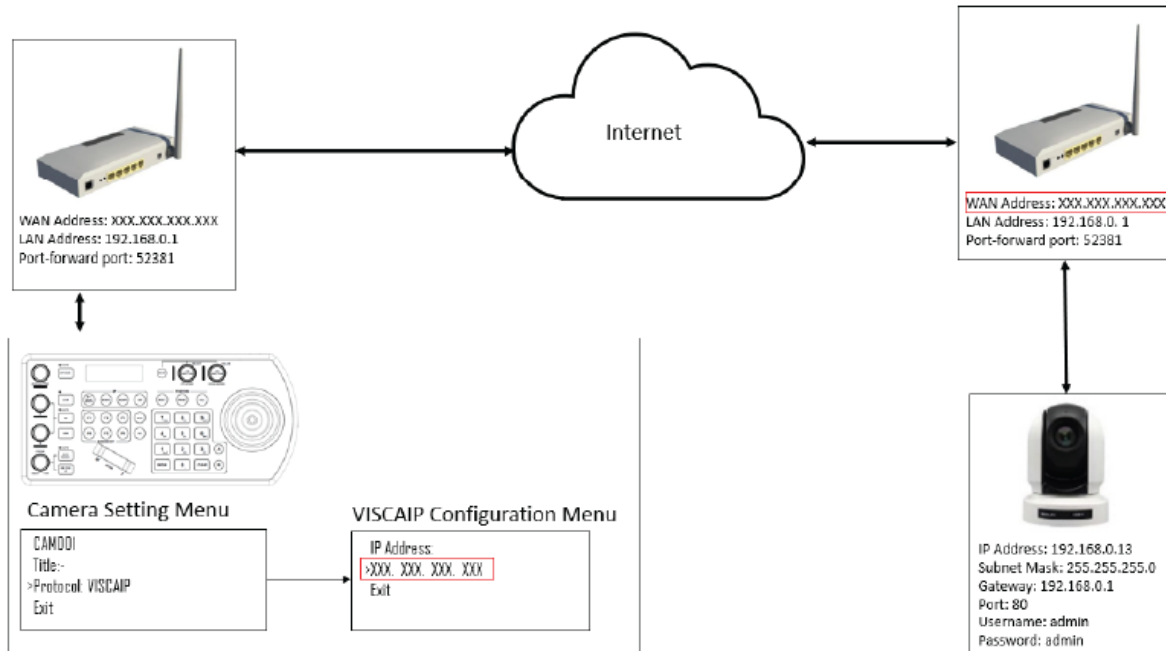 Internet
WAN Address: XXX.XXX.XXX.XXX
LAN Address: 192.168.0.1
Port-forward port: 52381
WAN Address: XXX.XXX.XXX.XXX
LAN Address: 192.168.0. 1
Port-forward port: 52381
Camera Setting Menu
CAM001
Title:-
>Protocol: VISCAIP
Exit
VISCAIP Configuration Menu
IP Address:
>XXX. XXX. XXX. XXX
Exit
IP Address: 192.168.0.13
Subnet Mask: 255.255.255.0
Gateway: 192.168.0.1
Port: 80
Username: admin
Password: admin